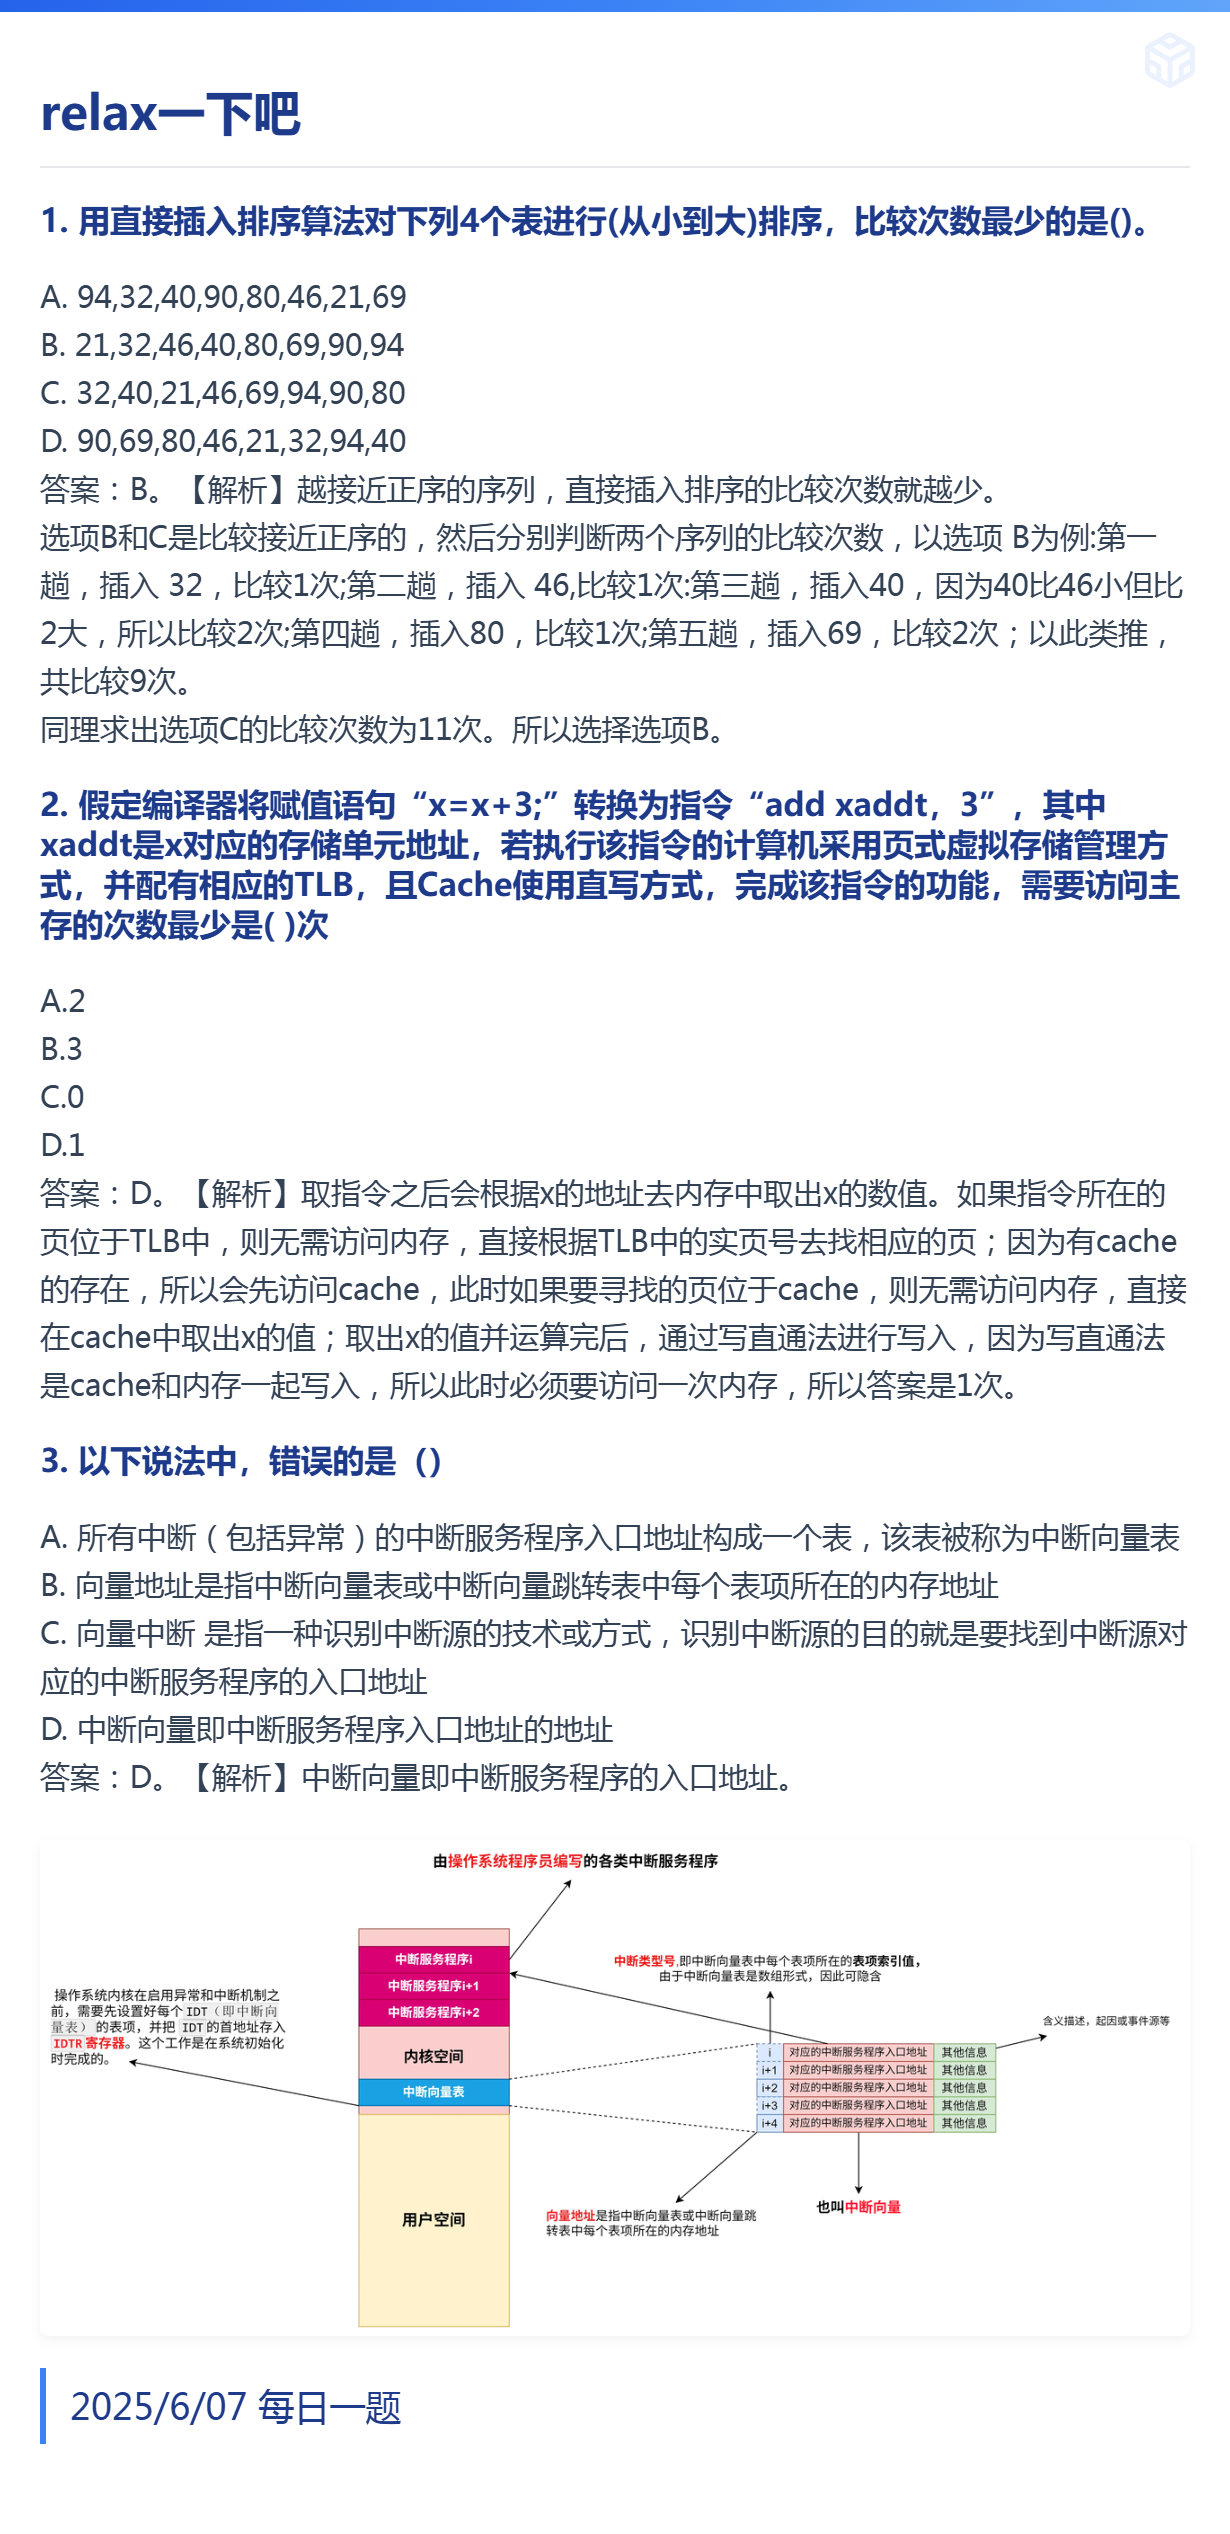 relax一下吧
1. 用直接插入排序算法对下列4个表进行(从小到大)排序，比较次数最少的是()。
A. 94,32,40,90,80,46,21,69
B. 21,32,46,40,80,69,90,94
C. 32,40,21,46,69,94,90,80
D. 90,69,80,46,21,32,94,40
答案：B。【解析】越接近正序的序列，直接插入排序的比较次数就越少。
选项B和C是比较接近正序的，然后分别判断两个序列的比较次数，以选项 B为例:第一
趟，插入 32，比较1次;第二趟，插入 46,比较1次:第三趟，插入40，因为40比46小但比
2大，所以比较2次;第四趟，插入80，比较1次;第五趟，插入69，比较2次；以此类推，
共比较9次。
同理求出选项C的比较次数为11次。所以选择选项B。
2. 假定编译器将赋值语句“x=x+3;”转换为指令“add xaddt，3”，其中
xaddt是x对应的存储单元地址，若执行该指令的计算机采用页式虚拟存储管理方
式，并配有相应的TLB，且Cache使用直写方式，完成该指令的功能，需要访问主
存的次数最少是( )次
A.2
B.3
C.0
D.1
答案：D。【解析】取指令之后会根据x的地址去内存中取出x的数值。如果指令所在的
页位于TLB中，则无需访问内存，直接根据TLB中的实页号去找相应的页；因为有cache
的存在，所以会先访问cache，此时如果要寻找的页位于cache，则无需访问内存，直接
在cache中取出x的值；取出x的值并运算完后，通过写直通法进行写入，因为写直通法
是cache和内存一起写入，所以此时必须要访问一次内存，所以答案是1次。
3. 以下说法中，错误的是（）
A. 所有中断（包括异常）的中断服务程序入口地址构成一个表，该表被称为中断向量表
B. 向量地址是指中断向量表或中断向量跳转表中每个表项所在的内存地址
C. 向量中断 是指一种识别中断源的技术或方式，识别中断源的目的就是要找到中断源对
应的中断服务程序的入口地址
D. 中断向量即中断服务程序入口地址的地址
答案：D。【解析】中断向量即中断服务程序的入口地址。
由操作系统程序员编写的各类中断服务程序
中断服务程序i
中断服务程序i+1
中断服务程序i+2
内核空间
中断向量表
用户空间
操作系统内核在启用异常和中断机制之
前，需要先设置好每个 IDT（即中断向
量表）的表项，并把 IDT的首地址存入
IDTR寄存器。这个工作是在系统初始化
时完成的。
中断类型号,即中断向量表中每个表项所在的表项索引值，
由于中断向量表是数组形式，因此可隐含
含义描述，起因或事件源等
i 对应的中断服务程序入口地址 其他信息
i+1 对应的中断服务程序入口地址 其他信息
i+2 对应的中断服务程序入口地址 其他信息
i+3 对应的中断服务程序入口地址 其他信息
i+4 对应的中断服务程序入口地址 其他信息
向量地址是指中断向量表或中断向量跳
转表中每个表项所在的内存地址
也叫中断向量
2025/6/07 每日一题